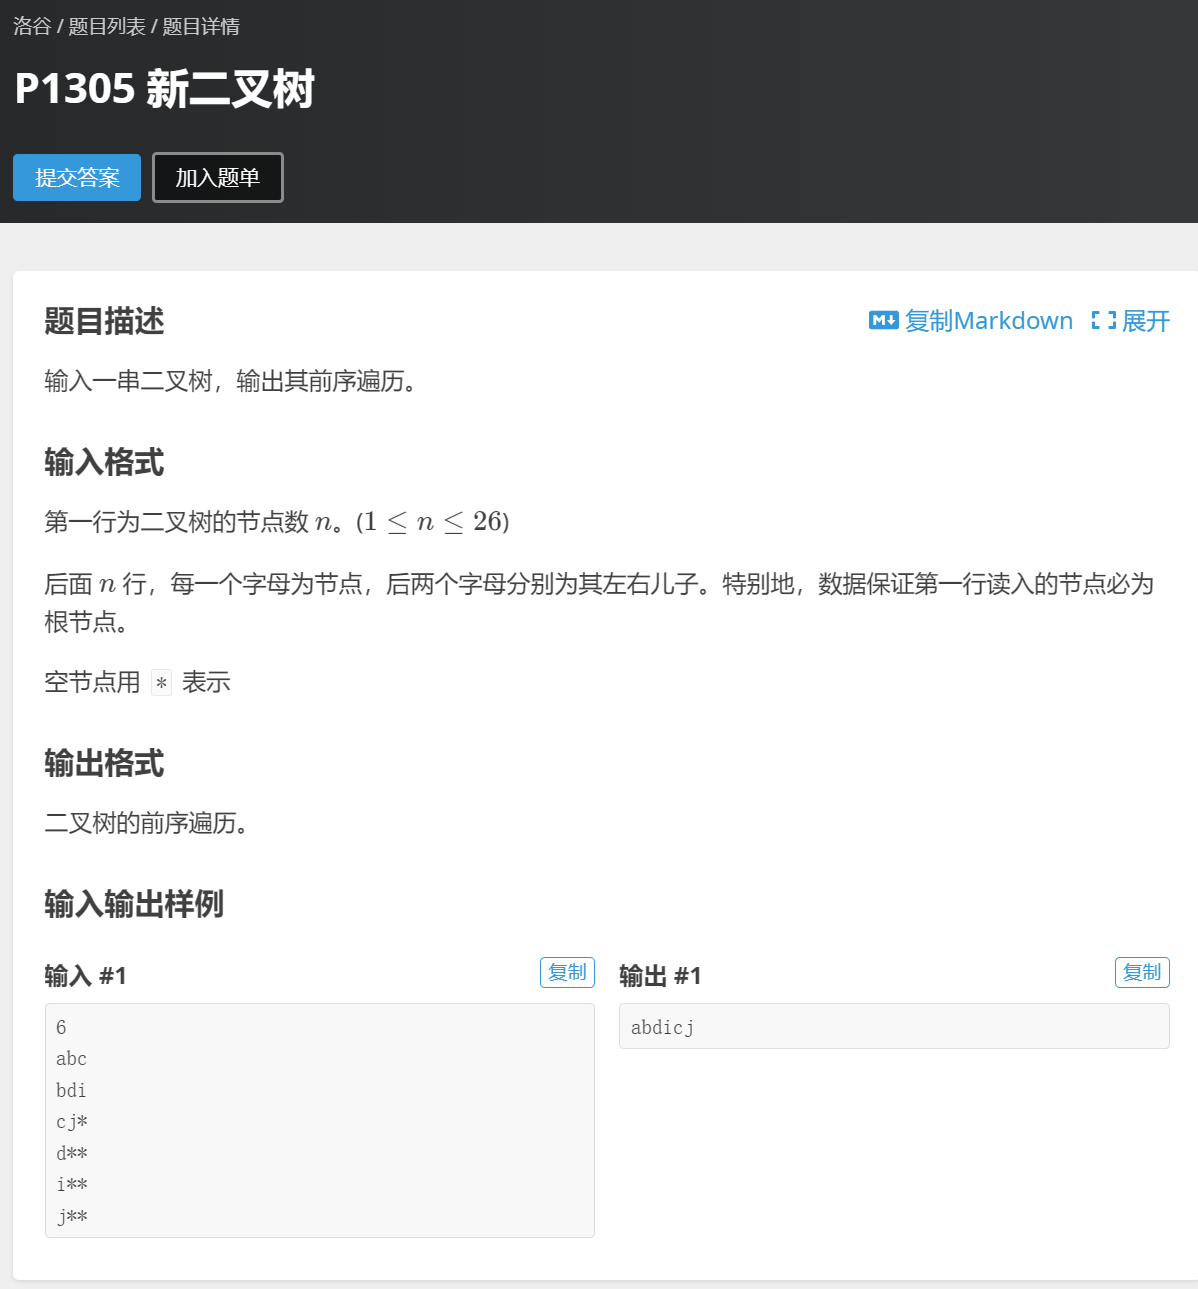 洛谷 / 题目列表 / 题目详情
P1305 新二叉树
提交答案 加入题单
题目描述 复制Markdown 展开
输入一串二叉树，输出其前序遍历。
输入格式
第一行为二叉树的节点数 n。(1 ≤ n ≤ 26)
后面 n 行，每一个字母为节点，后两个字母分别为其左右儿子。特别地，数据保证第一行读入的节点必为
根节点。
空节点用 * 表示
输出格式
二叉树的前序遍历。
输入输出样例
输入 #1 复制
6
abc
bdi
cj*
d**
i**
j**
输出 #1 复制
abdicj